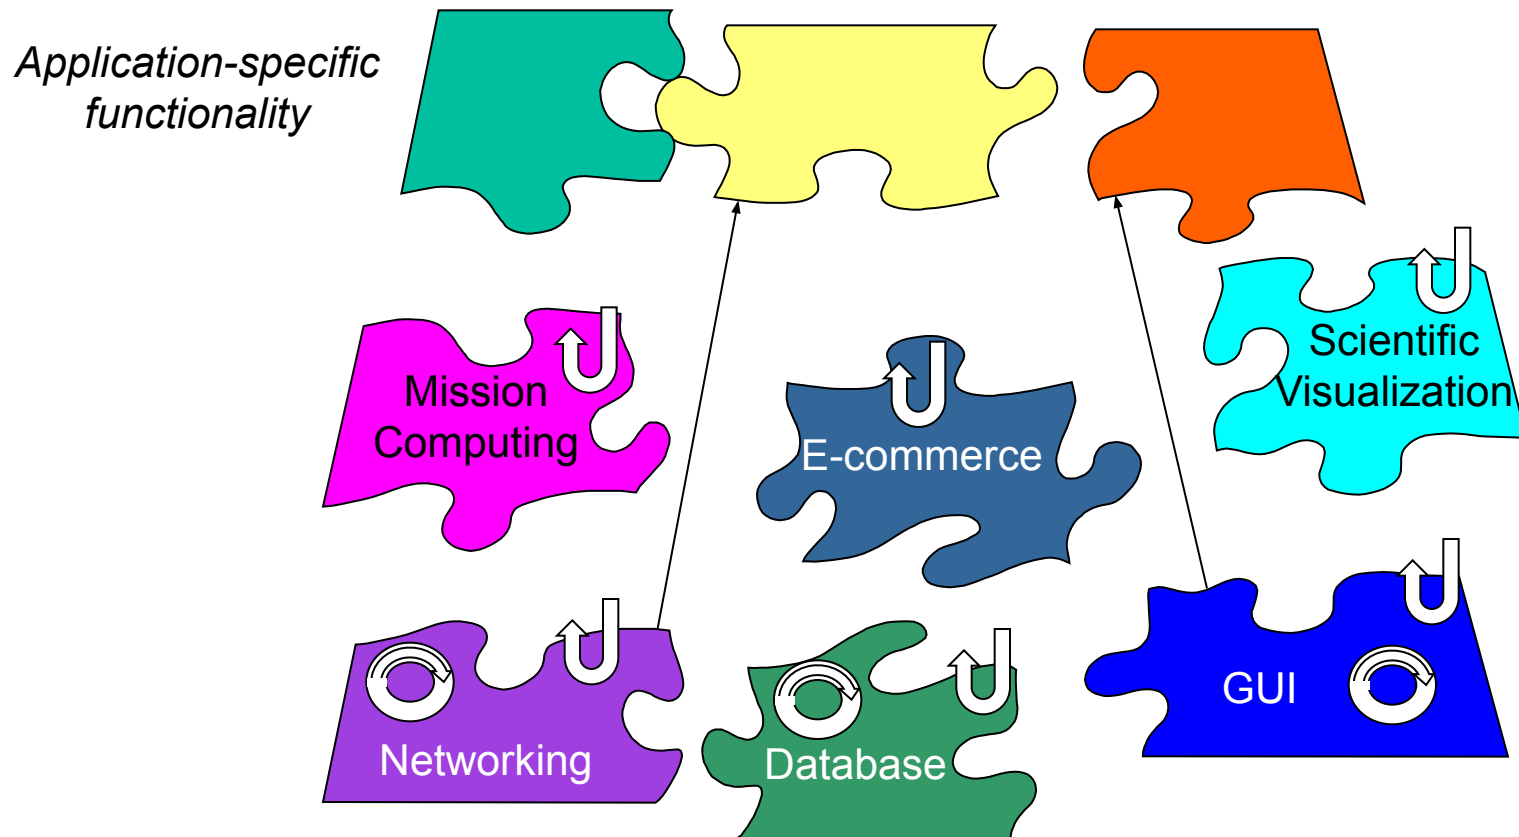 Application-specific
functionality
Scientific
Visualization
Mission
Computing
E-commerce
GUI
Networking
Database